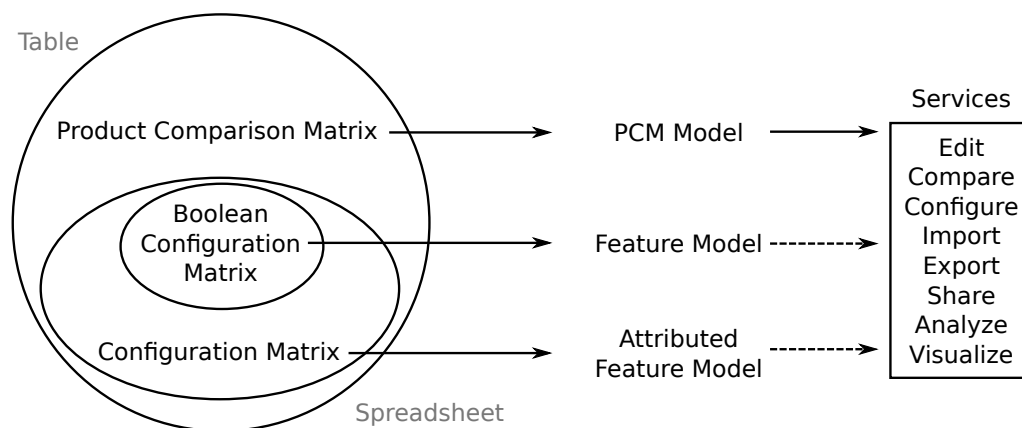 Table
Services
Product Comparison Matrix
PCM Model
Edit
Compare
Configure
Import
Export
Share
Analyze
Visualize
Boolean
Configuration
Matrix
Feature Model
Configuration Matrix
Attributed
Feature Model
Spreadsheet